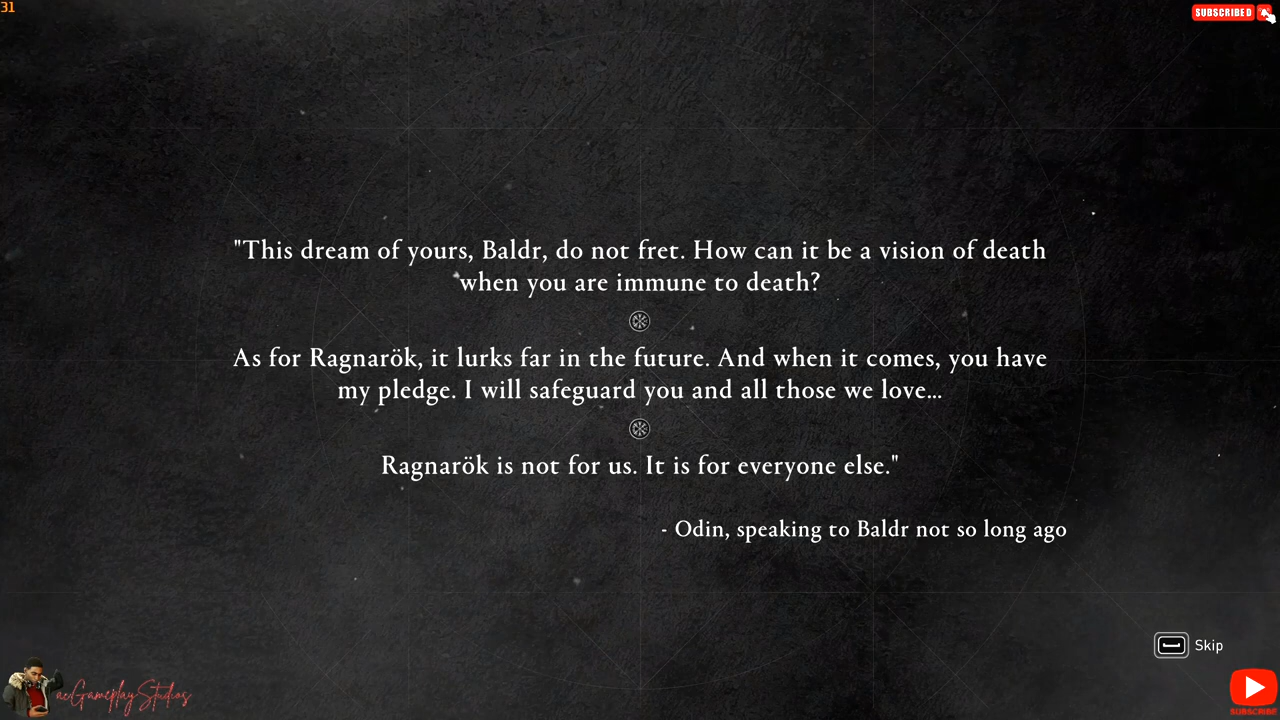 31
SUBSCRIBED
"This dream of yours, Baldr, do not fret. How can it be a vision of death
when you are immune to death?
As for Ragnarök, it lurks far in the future. And when it comes, you have
my pledge. I will safeguard you and all those we love...
Ragnarök is not for us. It is for everyone else."
- Odin, speaking to Baldr not so long ago
Skip
aeGameplayStudios
SUBSCRIBE